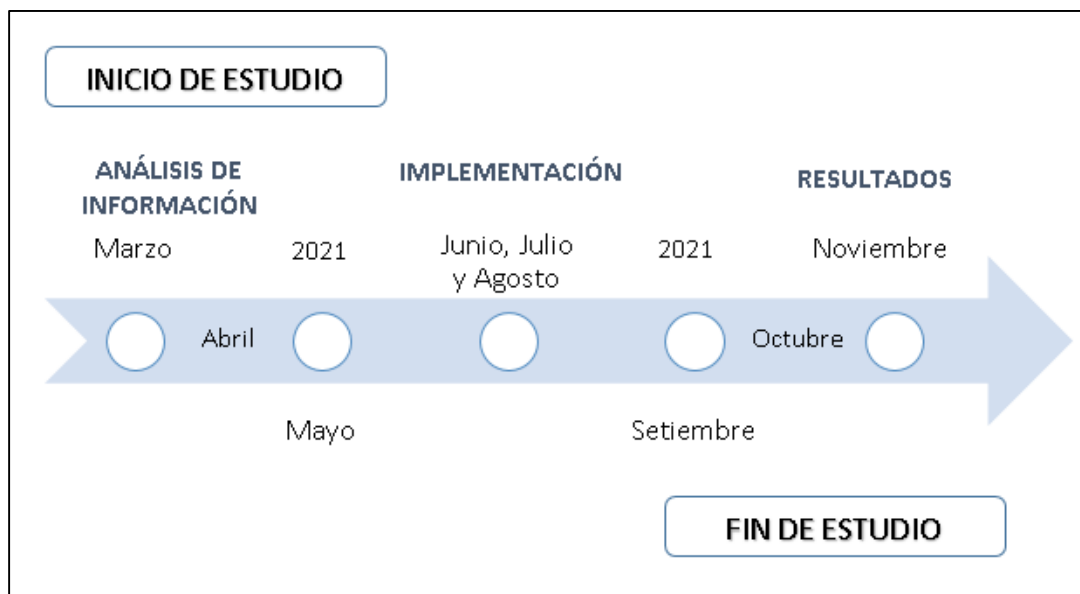 INICIO DE ESTUDIO
ANÁLISIS DE
INFORMACIÓN
IMPLEMENTACIÓN
RESULTADOS
Marzo
2021
Junio, Julio
y Agosto
2021
Noviembre
Abril
Octubre
Mayo
Setiembre
FIN DE ESTUDIO